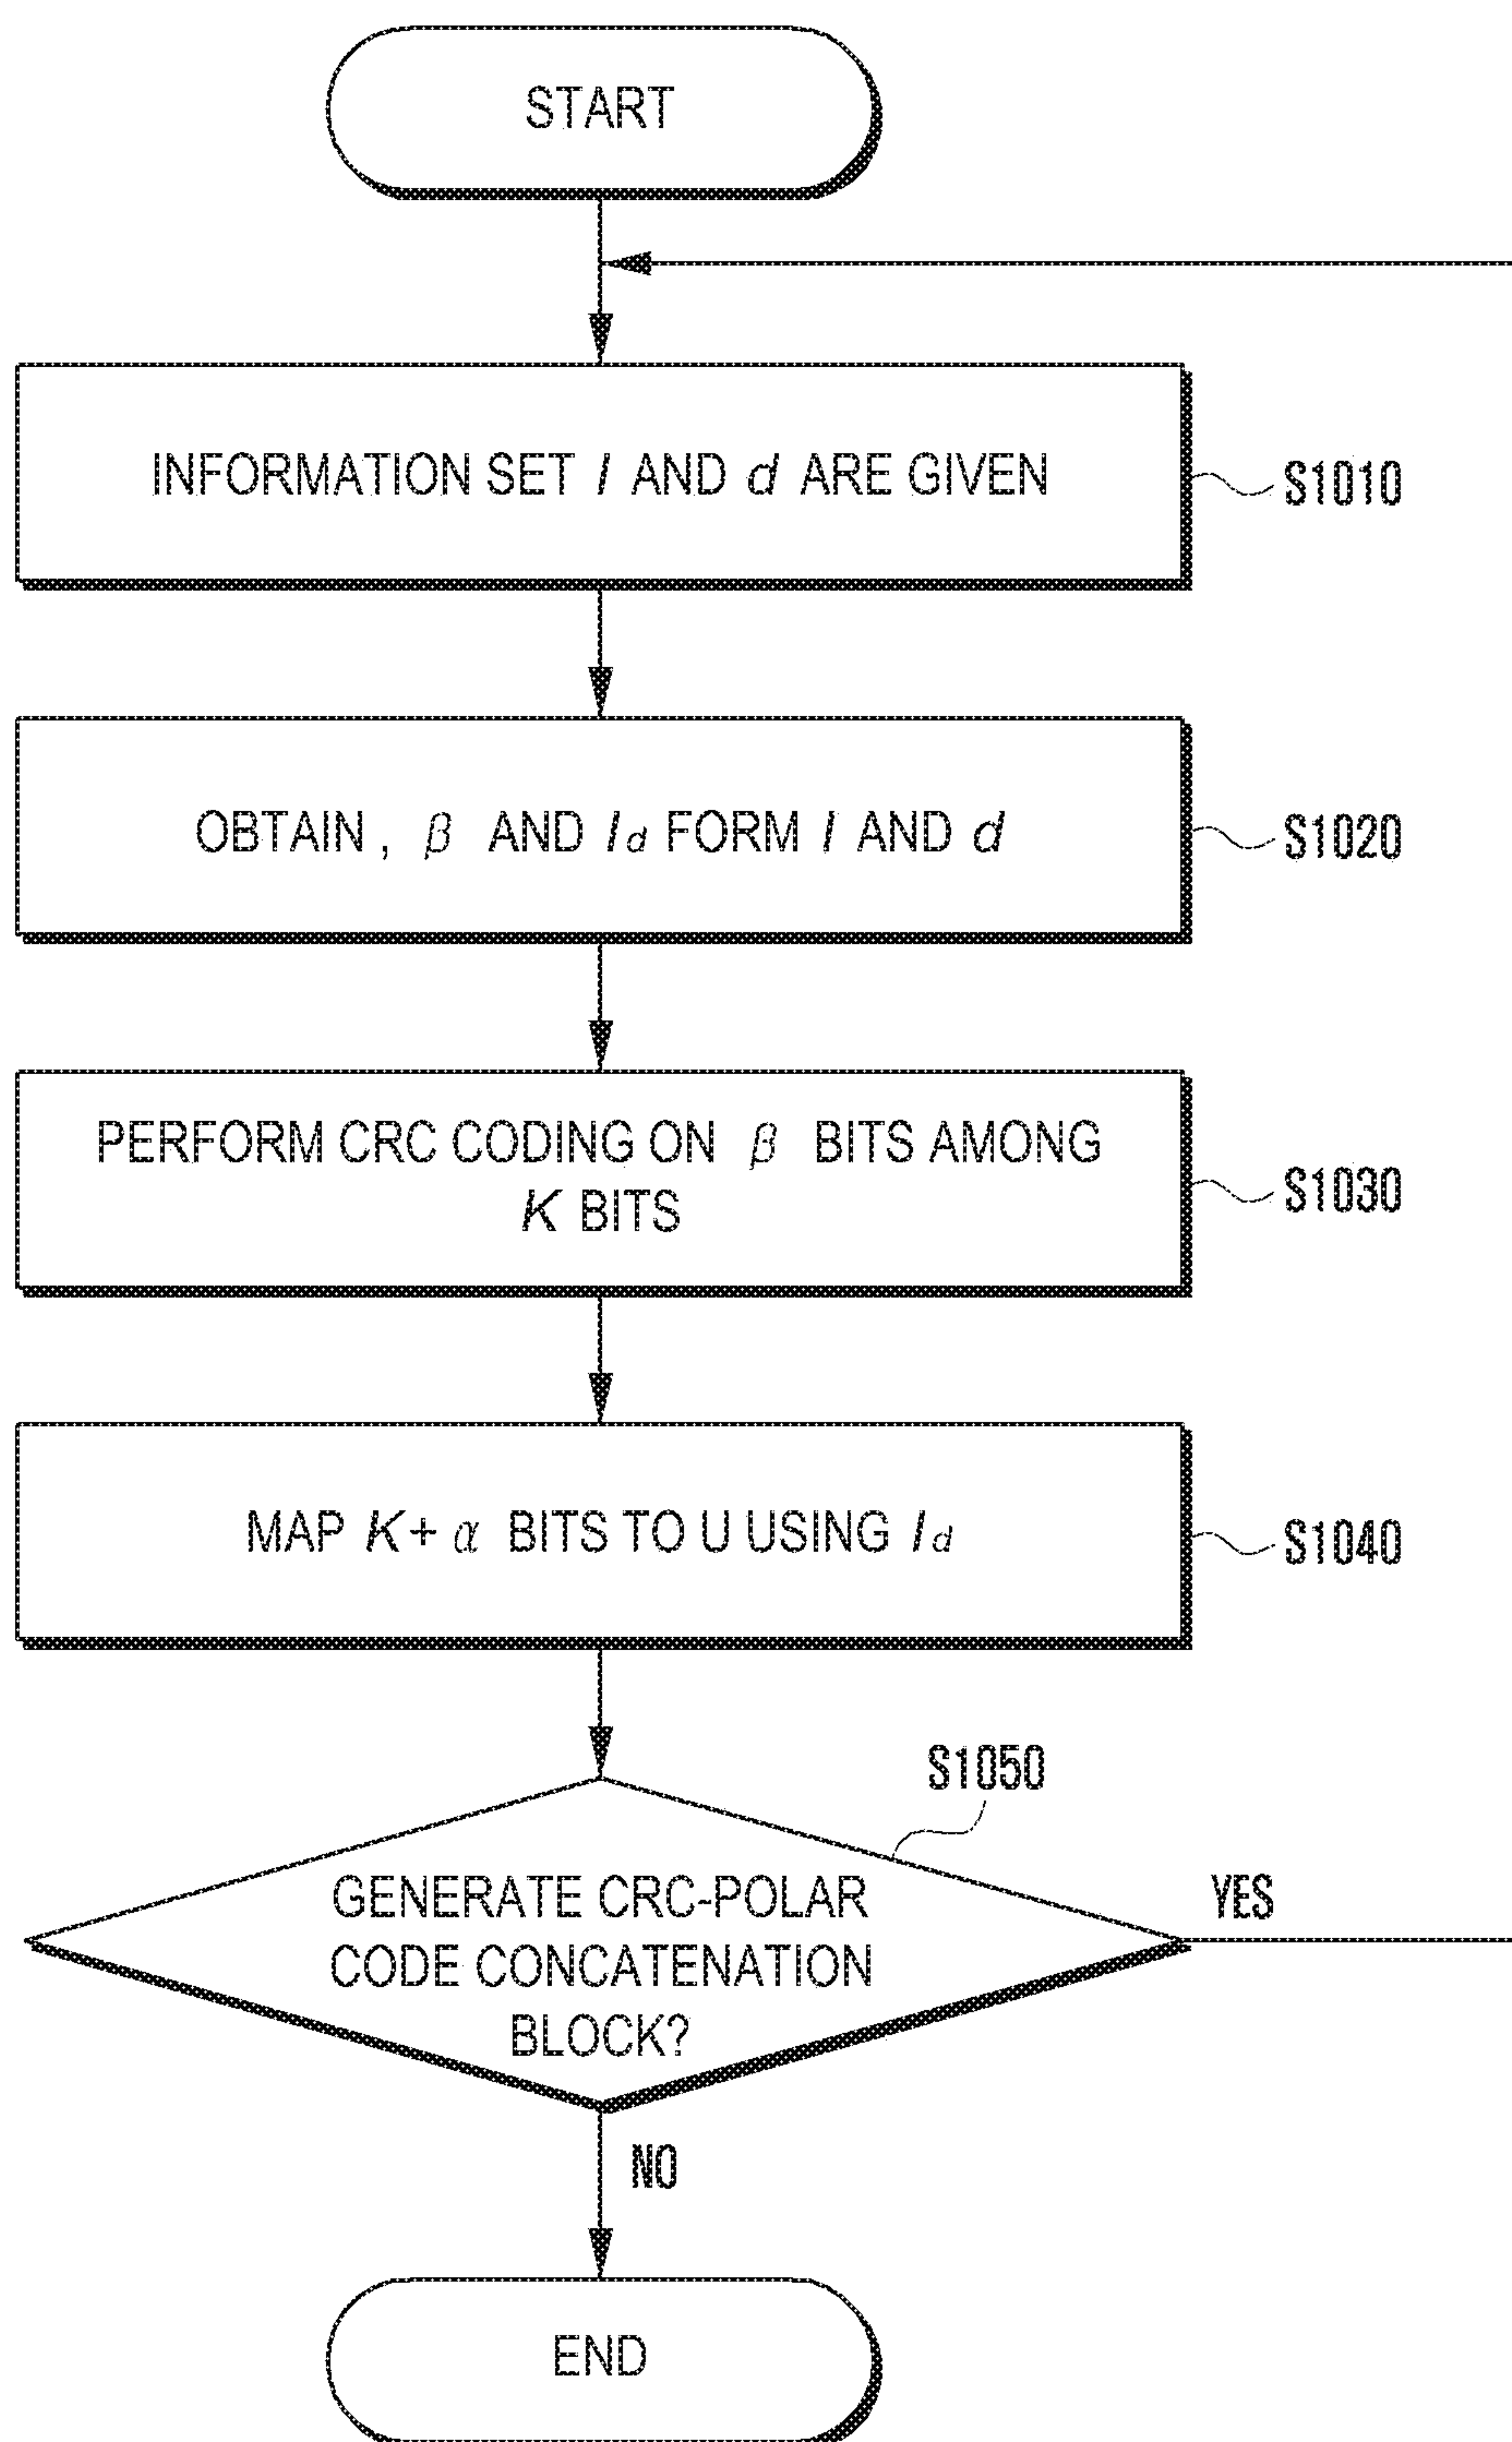 START
INFORMATION SET I AND d ARE GIVEN
S1010
OBTAIN , β AND Id FORM I AND d
S1020
PERFORM CRC CODING ON β BITS AMONG
K BITS
S1030
MAP K+ α BITS TO U USING Id
S1040
S1050
GENERATE CRC-POLAR
CODE CONCATENATION
BLOCK?
YES
NO
END